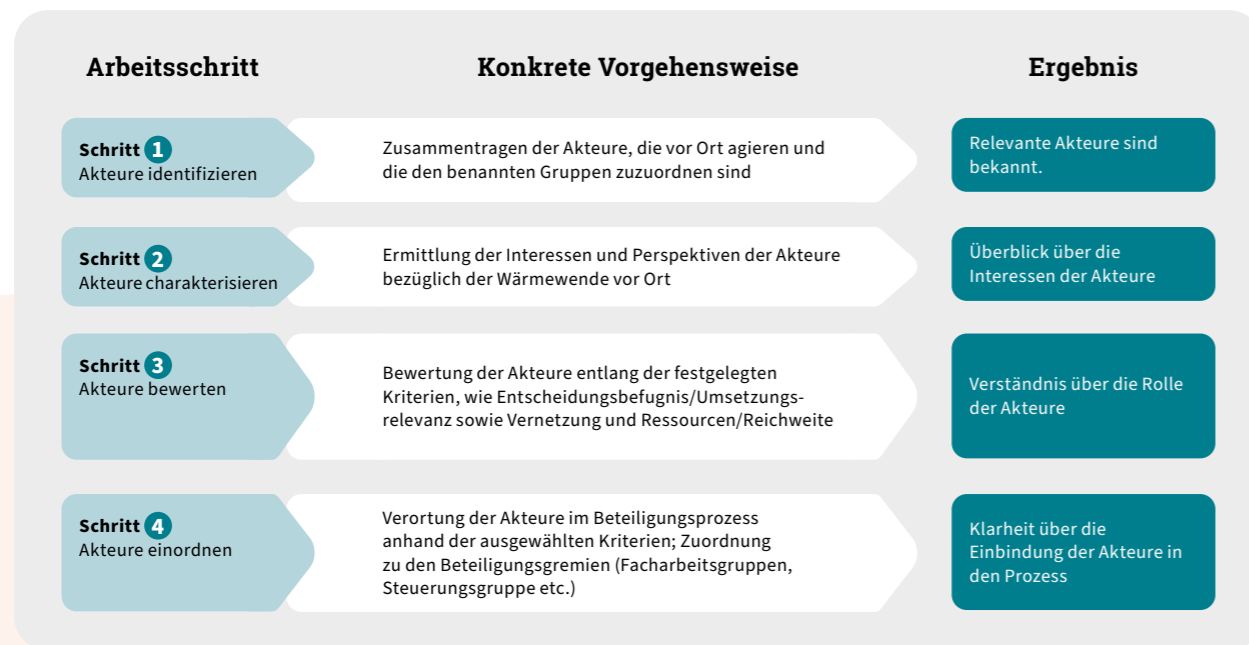 Arbeitsschritt
Konkrete Vorgehensweise
Ergebnis
Schritt 1
Akteure identifizieren
Zusammentragen der Akteure, die vor Ort agieren und
die den benannten Gruppen zuzuordnen sind
Relevante Akteure sind
bekannt.
Schritt 2
Akteure charakterisieren
Ermittlung der Interessen und Perspektiven der Akteure
bezüglich der Wärmewende vor Ort
Überblick über die
Interessen der Akteure
Schritt 3
Akteure bewerten
Bewertung der Akteure entlang der festgelegten
Kriterien, wie Entscheidungsbefugnis/Umsetzungs-
relevanz sowie Vernetzung und Ressourcen/Reichweite
Verständnis über die Rolle
der Akteure
Schritt 4
Akteure einordnen
Verortung der Akteure im Beteiligungsprozess
anhand der ausgewählten Kriterien; Zuordnung
zu den Beteiligungsgremien (Facharbeitsgruppen,
Steuerungsgruppe etc.)
Klarheit über die
Einbindung der Akteure in
den Prozess